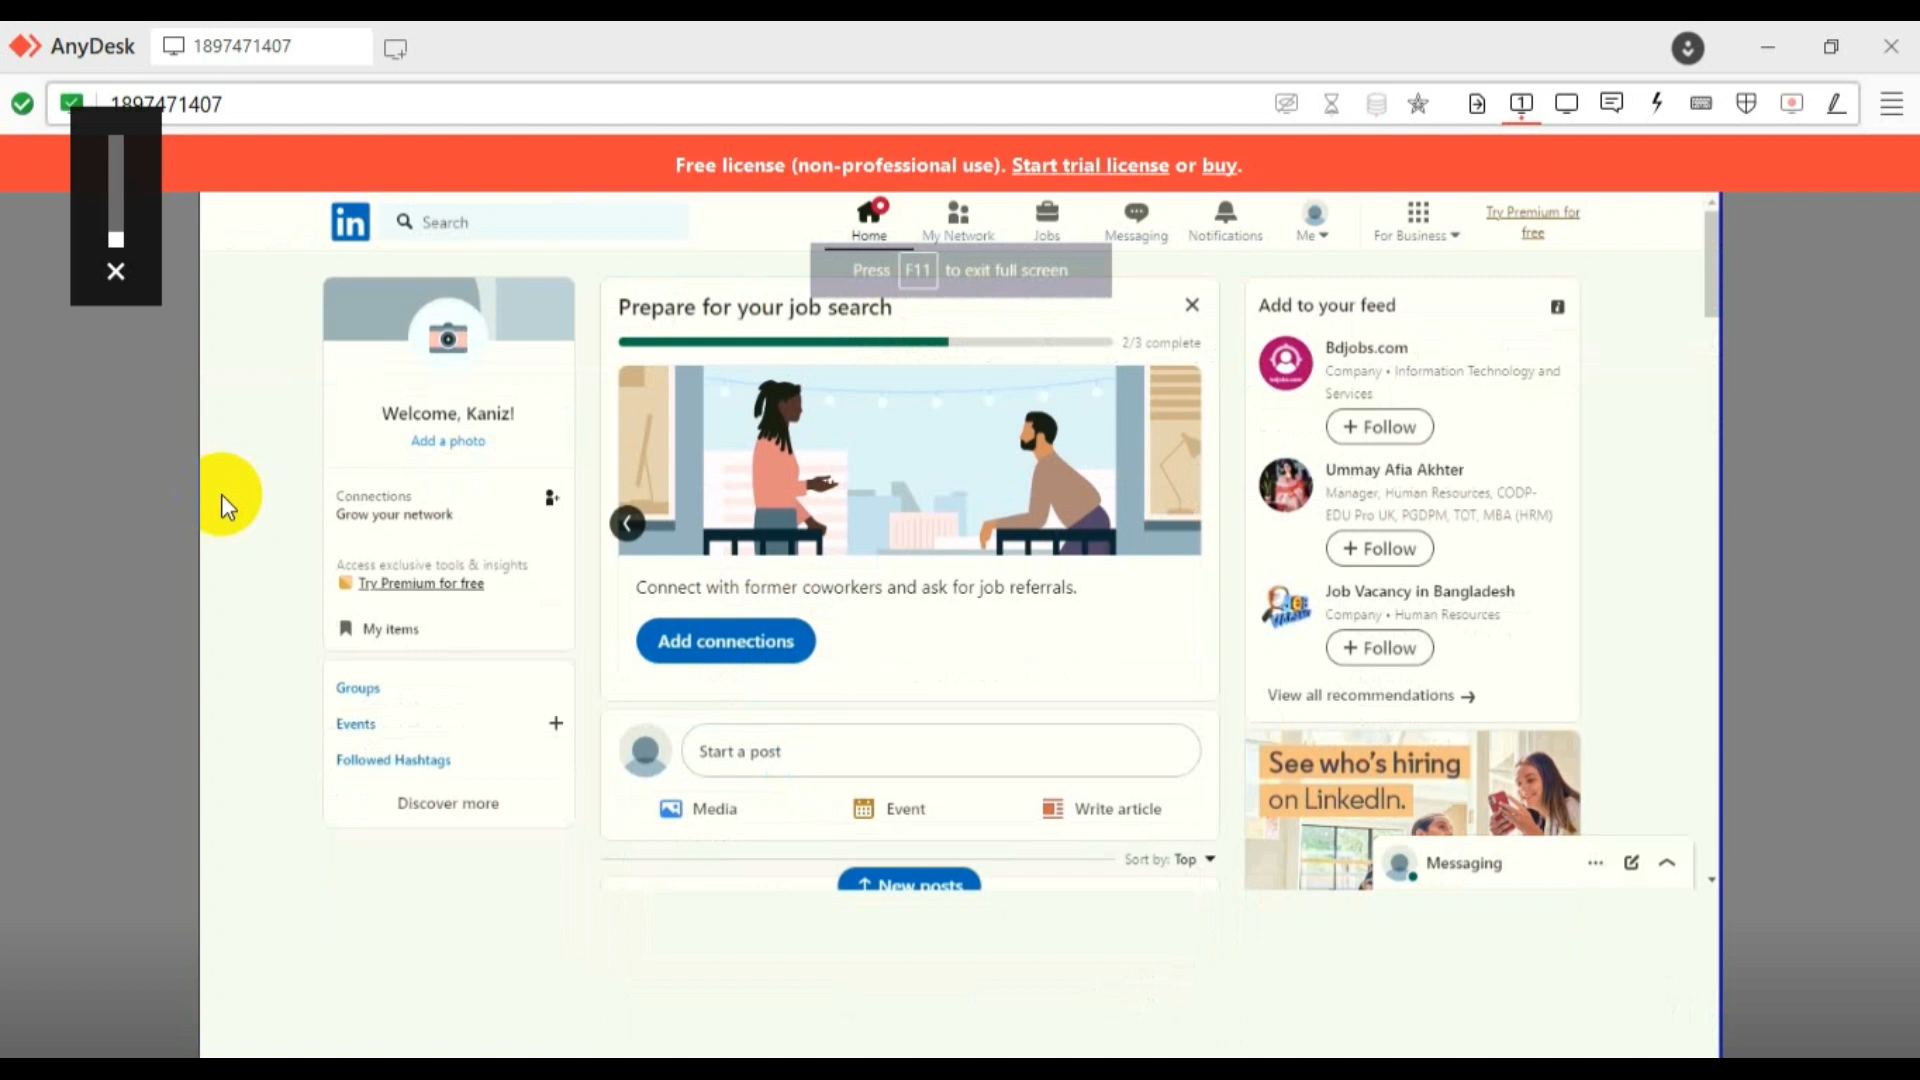 AnyDesk
1897471407
1897471407
Free license (non-professional use). Start trial license or buy.
in
Search
Home
My Network
Jobs
Messaging
Notifications
Me
For Business
Try Premium for
free
Press F11 to exit full screen
Welcome, Kaniz!
Add a photo
Connections
Grow your network
Access exclusive tools & insights
Try Premium for free
My items
Groups
Events
Followed Hashtags
Discover more
Prepare for your job search
2/3 complete
Connect with former coworkers and ask for job referrals.
Add connections
Start a post
Media
Event
Write article
Sort by: Top
New posts
Add to your feed
Bdjobs.com
Company • Information Technology and
Services
+ Follow
Ummay Afia Akhter
Manager, Human Resources, CODP-
EDU Pro UK, PGDPM, TOT, MBA (HRM)
+ Follow
Job Vacancy in Bangladesh
Company • Human Resources
+ Follow
View all recommendations
See who's hiring
on LinkedIn.
Messaging